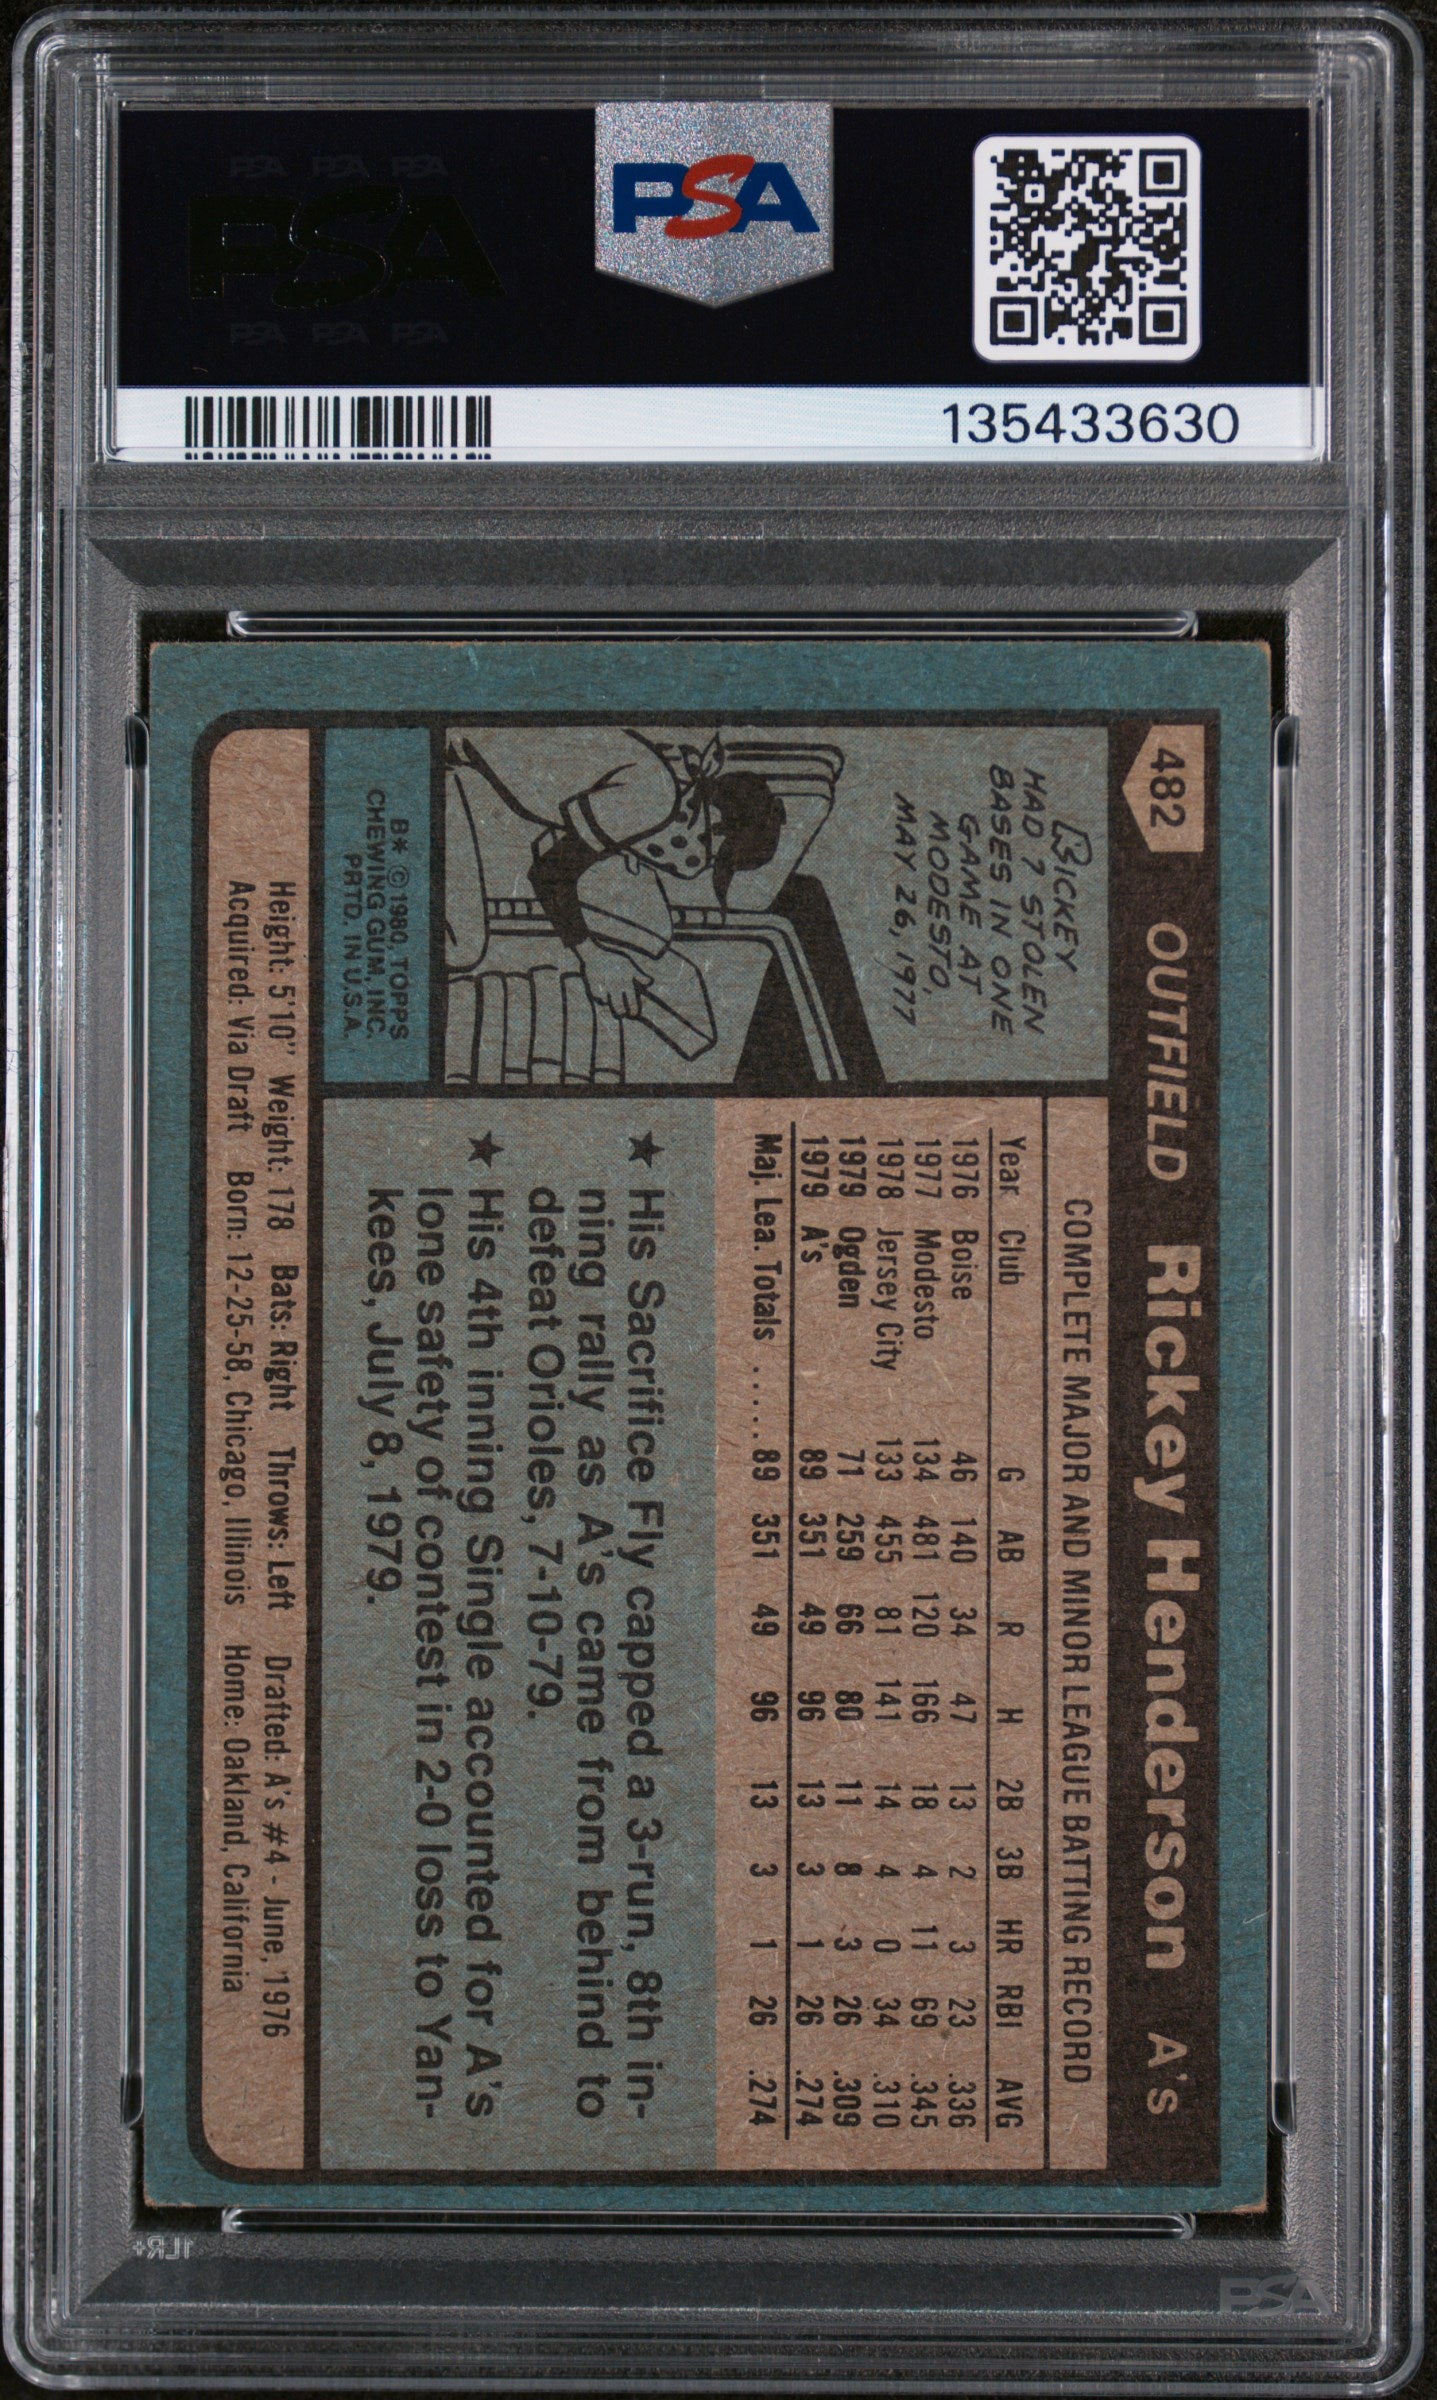 PSA PSA PSA
PSA
PSA PSA PSA
PSA
135433630
482 OUTFIELD Rickey Henderson A's
RICKEY
HAD 7 STOLEN
BASES IN ONE
GAME AT
MODESTO,
MAY 26, 1977
B* © 1980, TOPPS
CHEWING GUM, INC.
PRTD. IN U.S.A.
COMPLETE MAJOR AND MINOR LEAGUE BATTING RECORD
Year Club G AB R H 2B 3B HR RBI AVG
1976 Boise 46 140 34 47 13 2 3 23 .336
1977 Modesto 134 481 120 166 18 4 11 69 .345
1978 Jersey City 133 455 81 141 14 4 0 34 .310
1979 Ogden 71 259 66 80 11 8 3 26 .309
1979 A's 89 351 49 96 13 3 1 26 .274
Maj. Lea. Totals ..... 89 351 49 96 13 3 1 26 .274
★ His Sacrifice Fly capped a 3-run, 8th in-
ning rally as A's came from behind to
defeat Orioles, 7-10-79.
★ His 4th inning Single accounted for A's
lone safety of contest in 2-0 loss to Yan-
kees, July 8, 1979.
Height: 5'10" Weight: 178 Bats: Right Throws: Left Drafted: A's #4 - June, 1976
Acquired: Via Draft Born: 12-25-58, Chicago, Illinois Home: Oakland, California
1LR+
PSA